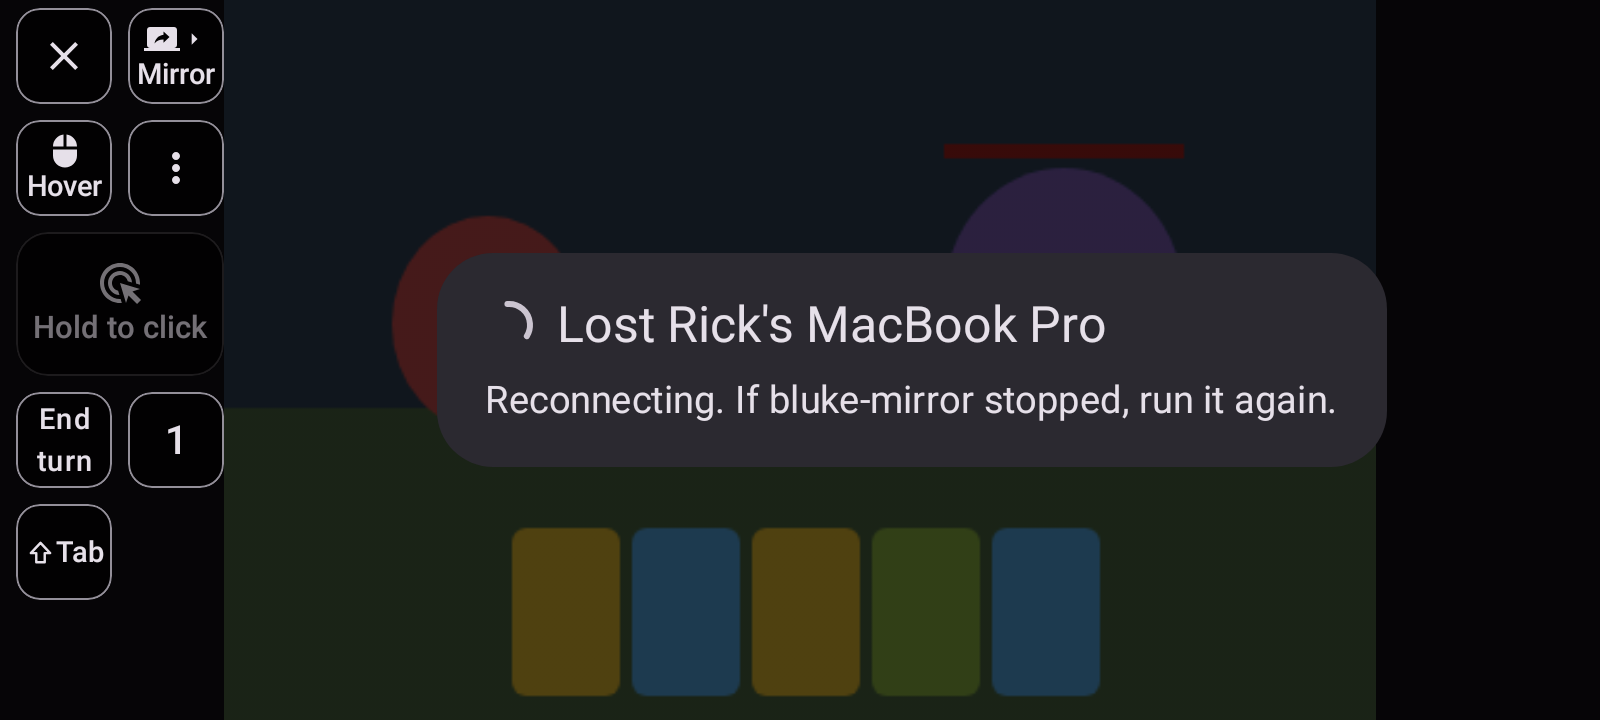 Mirror
Hover
Hold to click
End
turn
1
Tab
Lost Rick's MacBook Pro
Reconnecting. If bluke-mirror stopped, run it again.